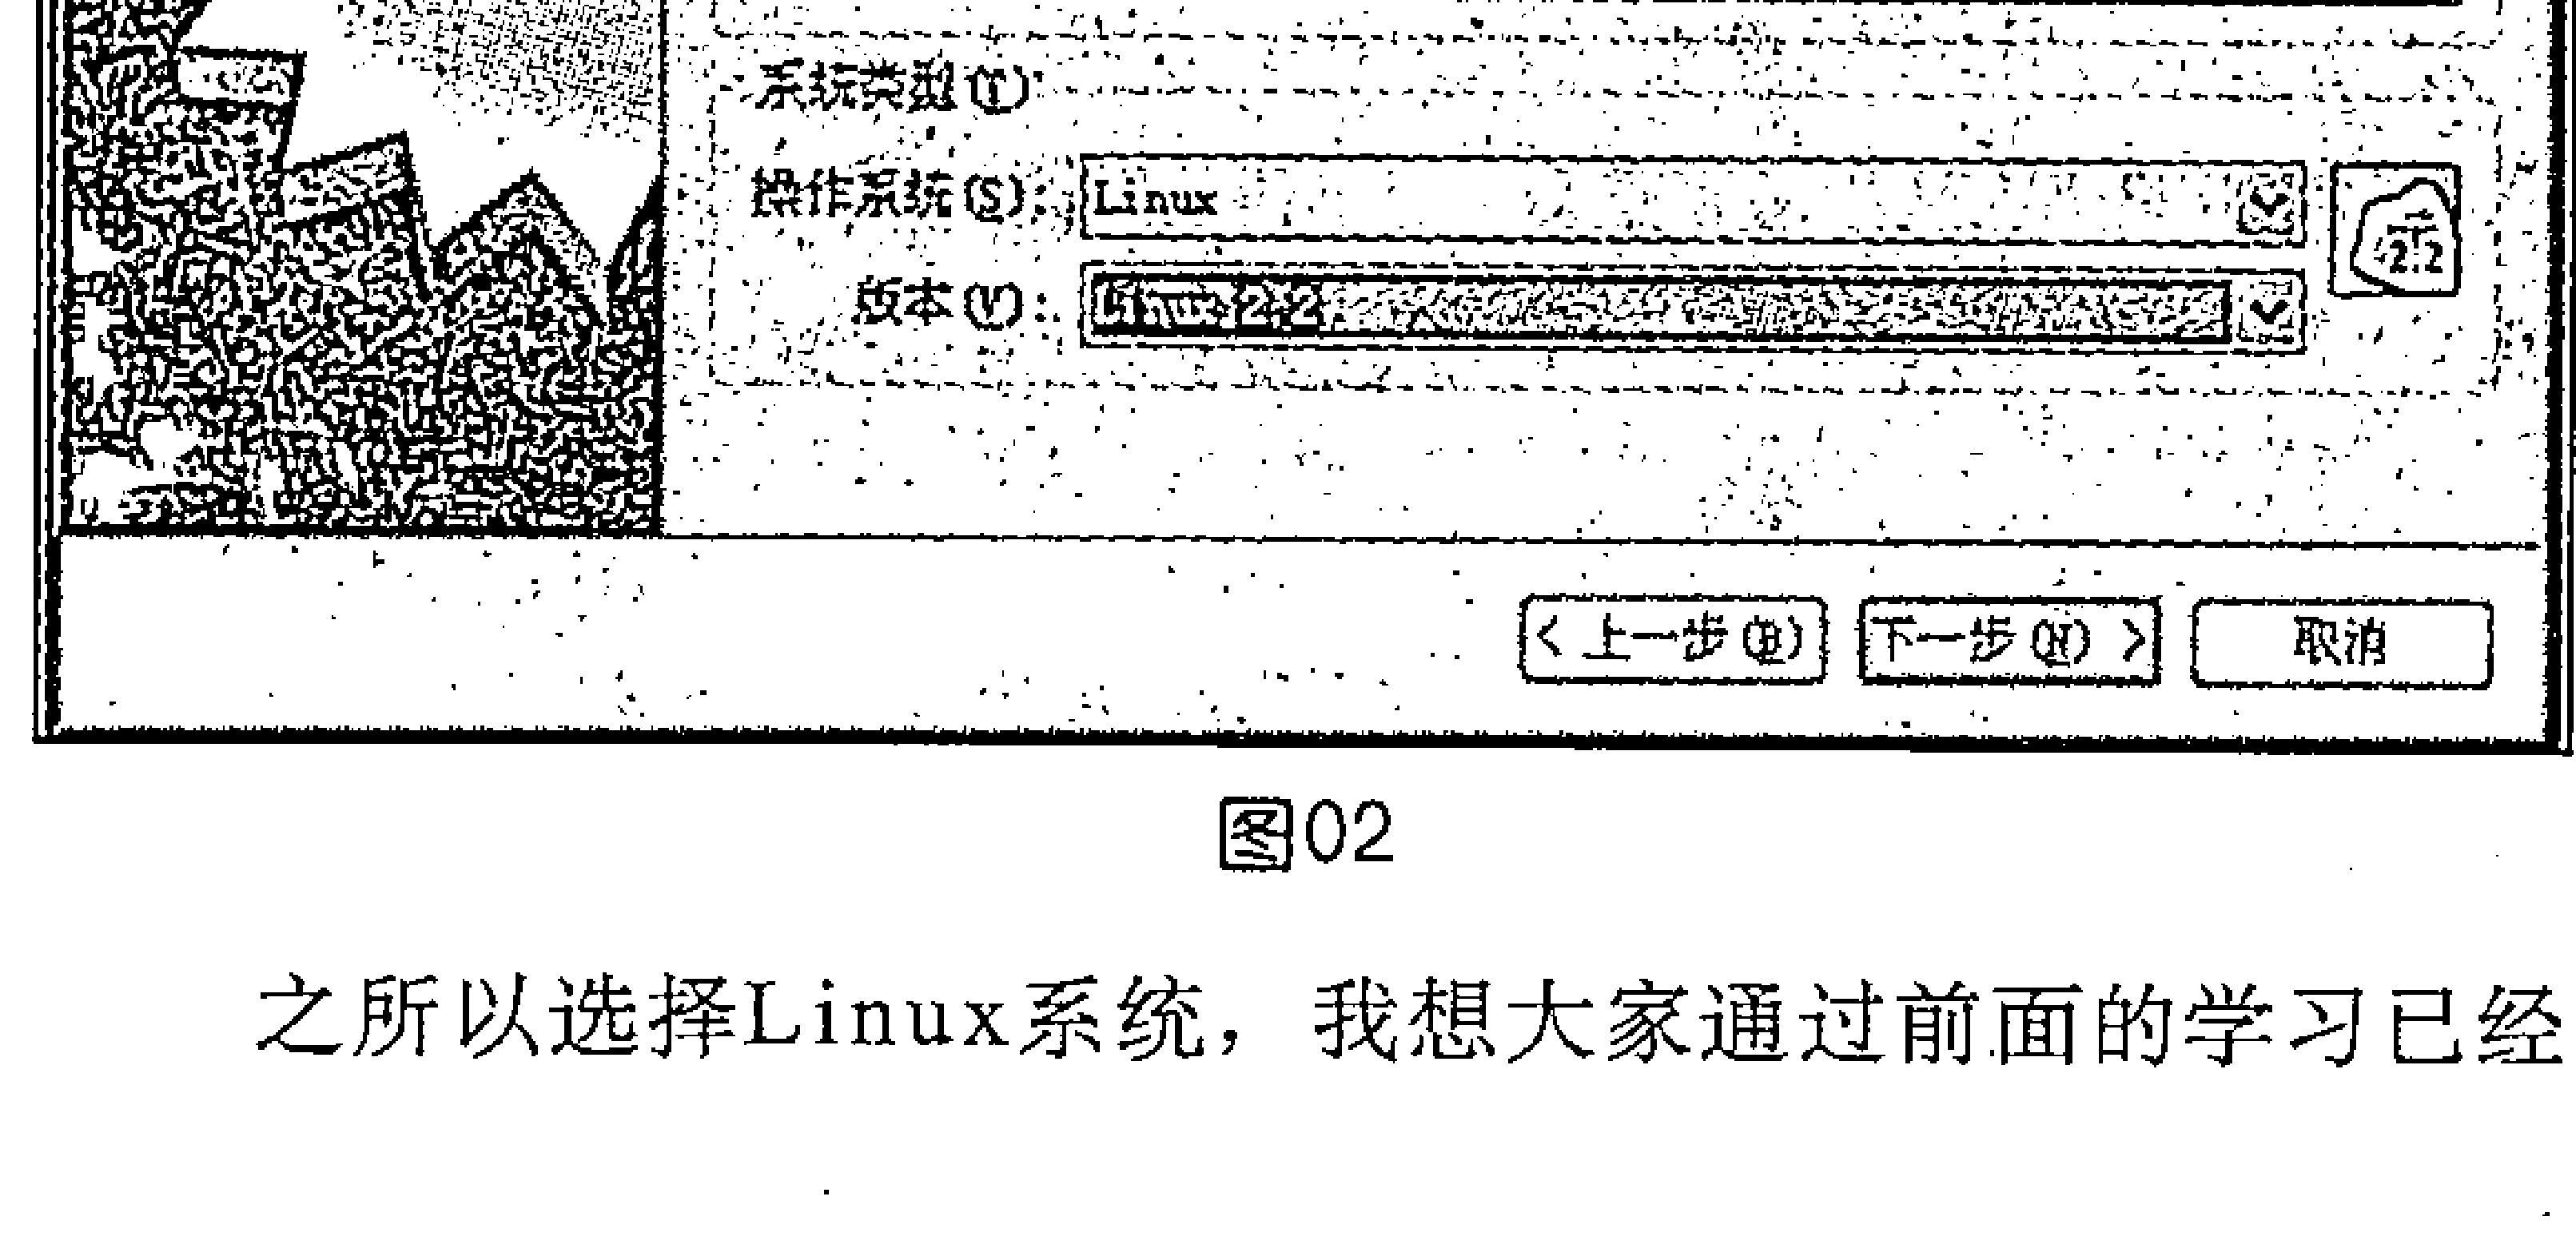 系统类型(T)
操作系统(S): Linux
版本(V): Linux 2.2
2.2
< 上一步(B) 下一步(N) > 取消
图02
之所以选择Linux系统，我想大家通过前面的学习已经